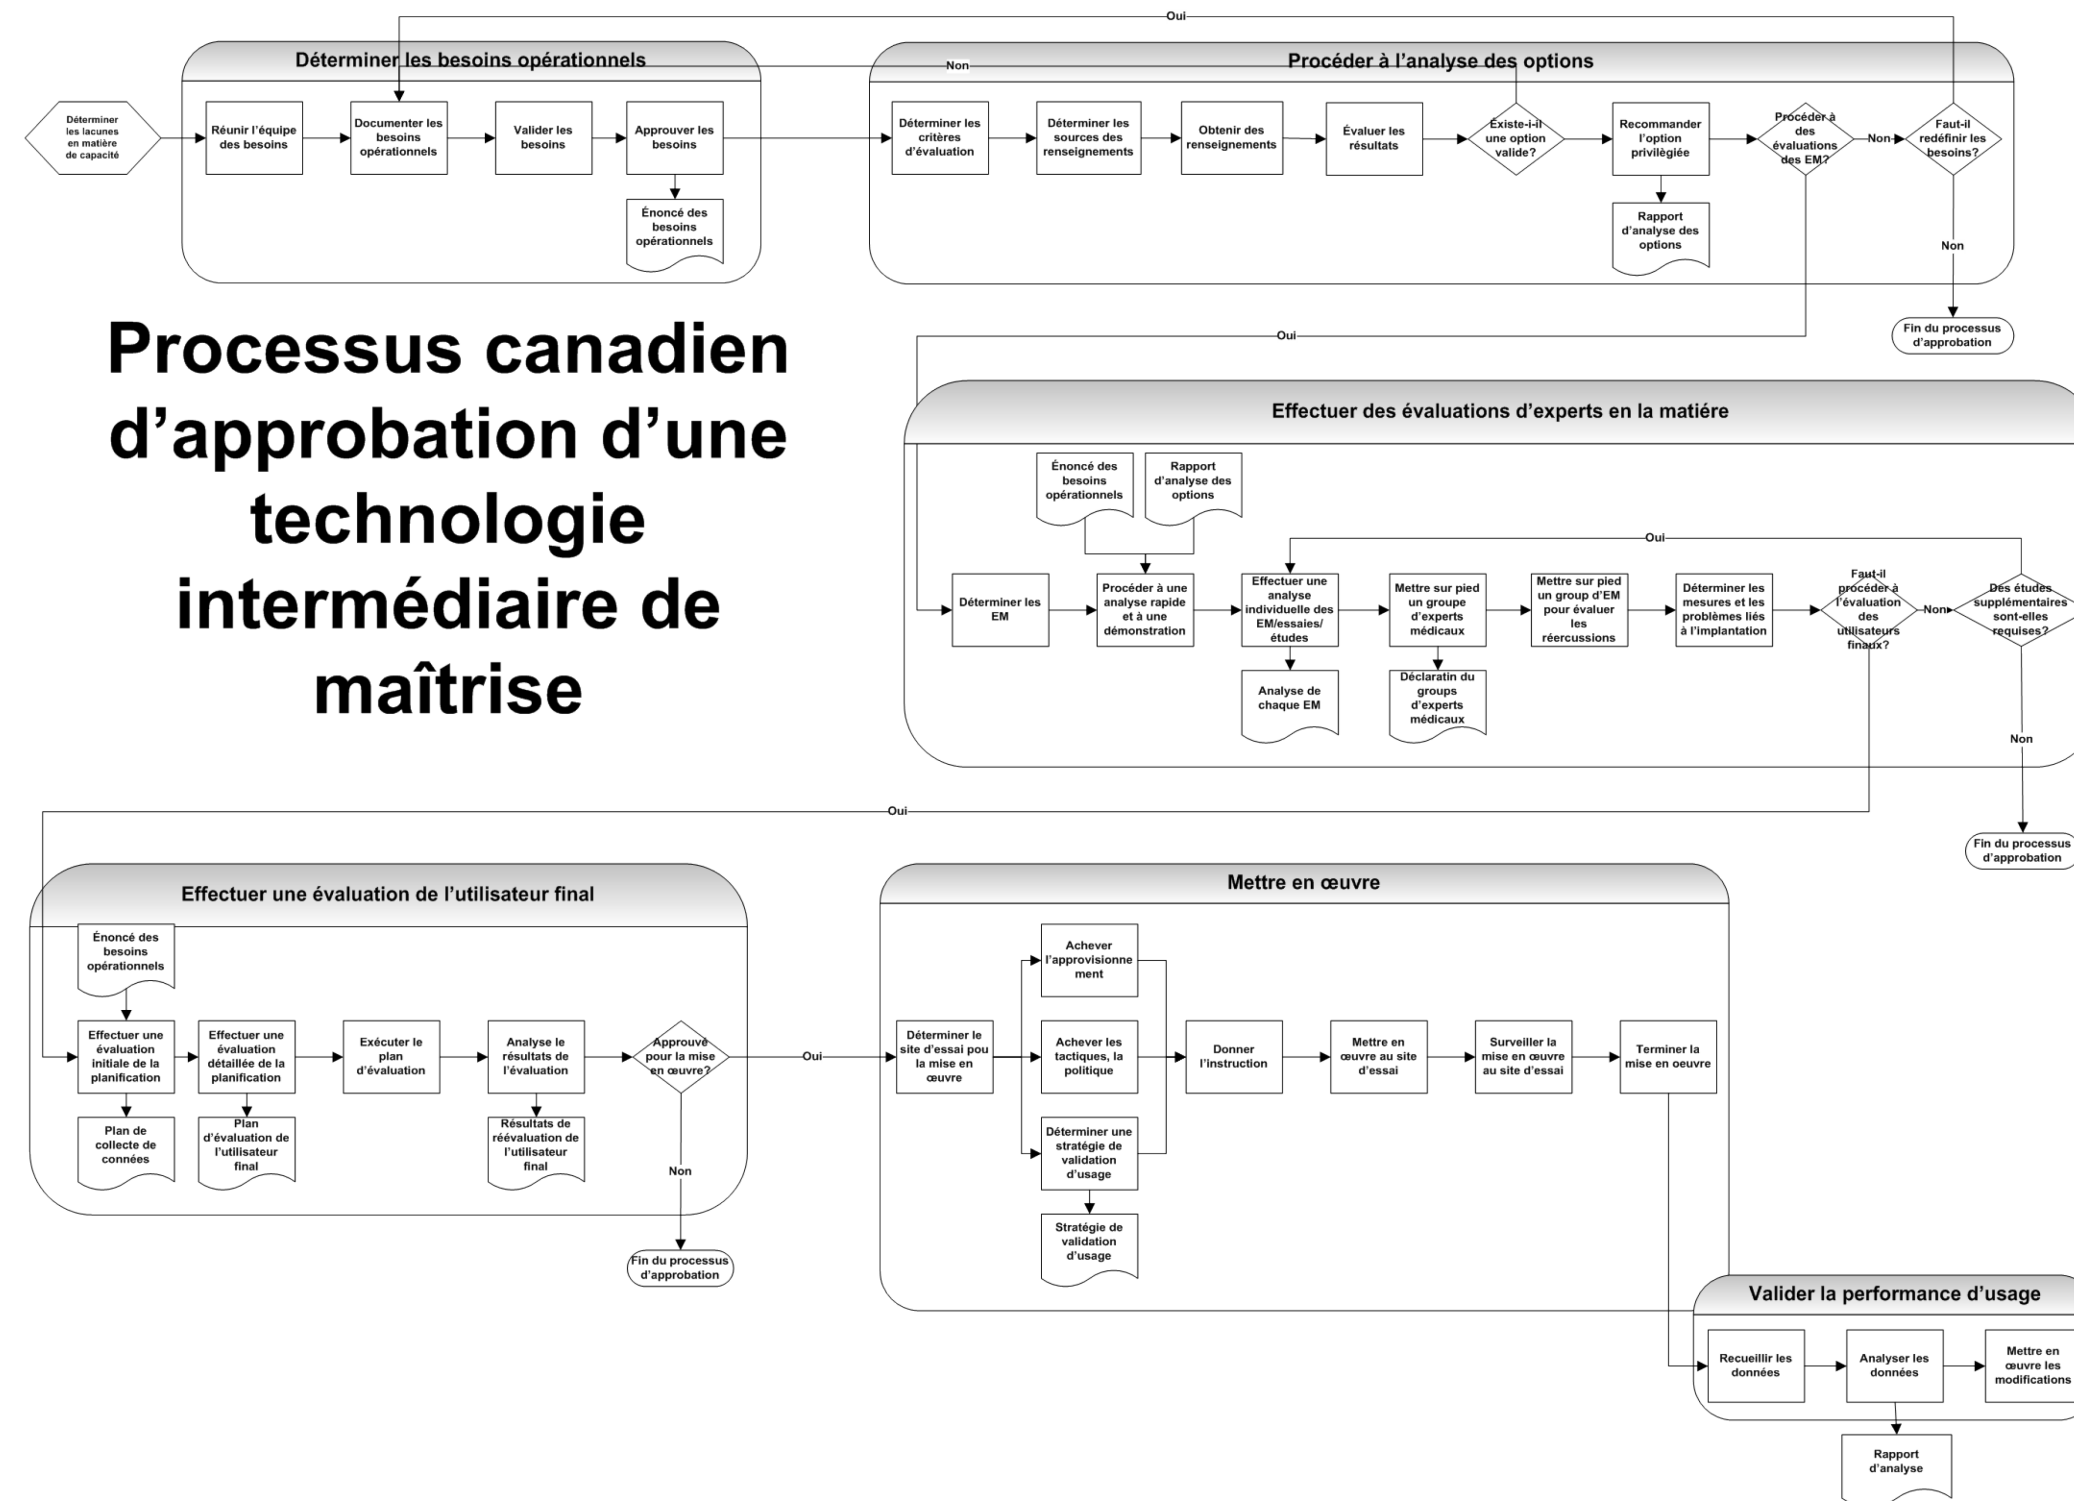 Oui
Déterminer les besoins opérationnels
Non
Procéder à l’analyse des options
Déterminer
les lacunes
en matière
de capacité
Réunir l’équipe
des besoins
Documenter les
besoins
opérationnels
Valider les
besoins
Approuver les
besoins
Énoncé des
besoins
opérationnels
Déterminer les
critères
d’évaluation
Déterminer les
sources des
renseignements
Obtenir des
renseignements
Évaluer les
résultats
Éxiste-i-il
une option
valide?
Recommander
l’option
privilègiée
Rapport
d’analyse des
options
Procéder à
des
évaluations
des EM?
Non
Faut-il
redéfinir les
besoins?
Non
Fin du processus
d’approbation
Oui
Processus canadien
d’approbation d’une
technologie
intermédiaire de
maîtrise
Effectuer des évaluations d’experts en la matiére
Énoncé des
besoins
opérationnels
Rapport
d’analyse des
options
Oui
Déterminer les
EM
Procéder à une
analyse rapide
et à une
démonstration
Effectuer une
analyse
individuelle des
EM/essaies/
études
Analyse de
chaque EM
Mettre sur pied
un groupe
d’experts
médicaux
Déclaratin du
groups
d’experts
médicaux
Mettre sur pied
un group d’EM
pour évaluer
les
réercussions
Déterminer les
mesures et les
problèmes liés
à l’implantation
Faut-il
procéder à
l’évaluation
des
utilisateurs
finaux?
Non
Des études
supplémentaires
sont-elles
requises?
Non
Fin du processus
d’approbation
Oui
Effectuer une évaluation de l’utilisateur final
Énoncé des
besoins
opérationnels
Effectuer une
évaluation
initiale de la
planification
Plan de
collecte de
connées
Effectuer une
évaluation
détaillée de la
planification
Plan
d’évaluation de
l’utilisateur
final
Exécuter le
plan
d’évaluation
Analyse le
résultats de
l’évaluation
Résultats de
réévaluation de
l’utilisateur
final
Approuvé
pour la mise
en œuvre?
Non
Fin du processus
d’approbation
Oui
Mettre en œuvre
Déterminer le
site d’essai pou
la mise en
œuvre
Achever
l’approvisionne
ment
Achever les
tactiques, la
politique
Déterminer une
stratégie de
validation
d’usage
Stratégie de
validation
d’usage
Donner
l’instruction
Mettre en
œuvre au site
d’essai
Surveiller la
mise en œuvre
au site d’essai
Terminer la
mise en oeuvre
Valider la performance d’usage
Recueillir les
données
Analyser les
données
Mettre en
œuvre les
modifications
Rapport
d’analyse